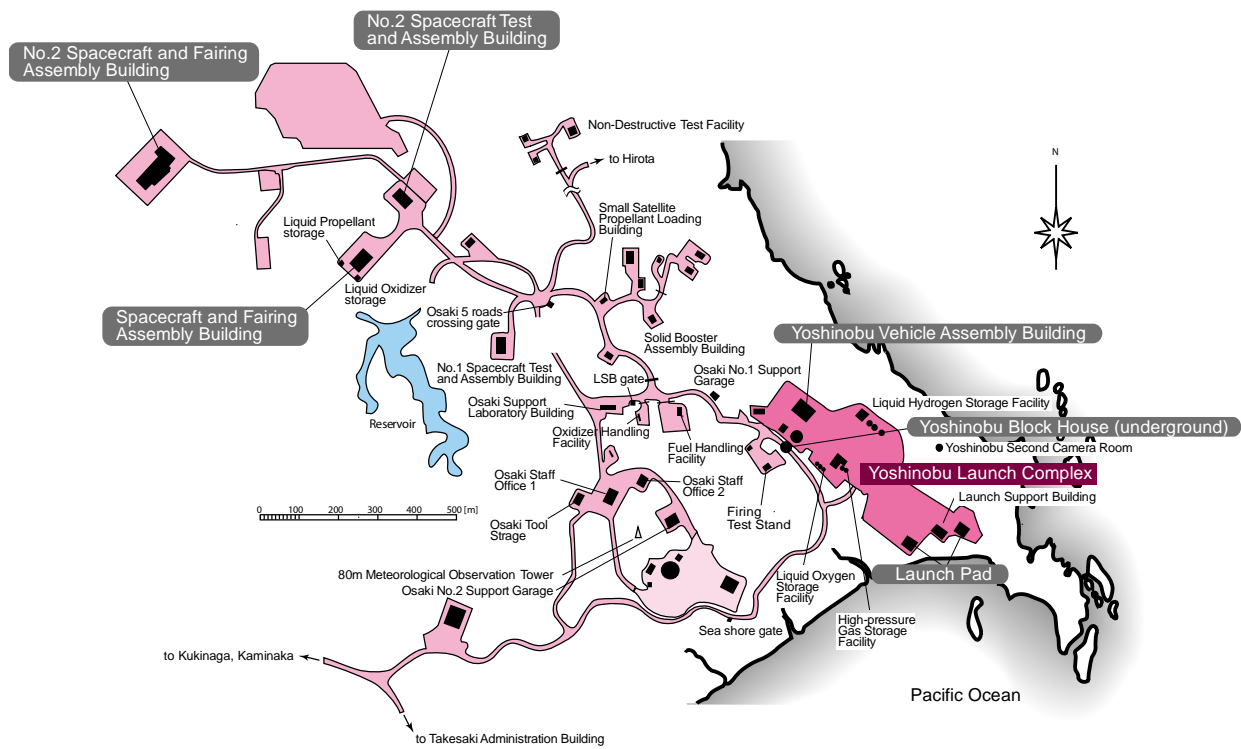 No.2 Spacecraft Test
and Assembly Building
No.2 Spacecraft and Fairing
Assembly Building
Non-Destructive Test Facility
to Hirota
N
Small Satellite
Propellant Loading
Building
Liquid Propellant
storage
Liquid Oxidizer
storage
Spacecraft and Fairing
Assembly Building
Osaki 5 roads
crossing gate
Solid Booster
Assembly Building
Yoshinobu Vehicle Assembly Building
No.1 Spacecraft Test
and Assembly Building
LSB gate
Osaki No.1 Support
Garage
Osaki Support
Laboratory Building
Liquid Hydrogen Storage Facility
Reservoir
Oxidizer Handling
Facility
Fuel Handling
Facility
Yoshinobu Block House (underground)
Yoshinobu Second Camera Room
Yoshinobu Launch Complex
Osaki Staff
Office 1
Osaki Staff
Office 2
Launch Support Building
0 100 200 300 400 500 [m]
Osaki Tool
Strage
Firing
Test Stand
80m Meteorological Observation Tower
Osaki No.2 Support Garage
Liquid Oxygen
Storage
Facility
Launch Pad
High-pressure
Gas Storage
Facility
Sea shore gate
to Kukinaga, Kaminaka
Pacific Ocean
to Takesaki Administration Building